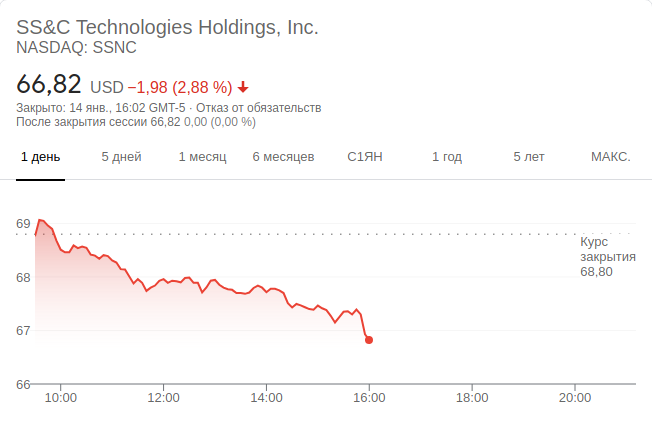 SS&C Technologies Holdings, Inc.
NASDAQ: SSNC
66,82 USD −1,98 (2,88 %)
Закрыто: 14 янв., 16:02 GMT-5 · Отказ от обязательств
После закрытия сессии 66,82 0,00 (0,00 %)
1 день 5 дней 1 месяц 6 месяцев С1ЯН 1 год 5 лет МАКС.
69
Курс
закрытия
68,80
68
67
66
10:00 12:00 14:00 16:00 18:00 20:00